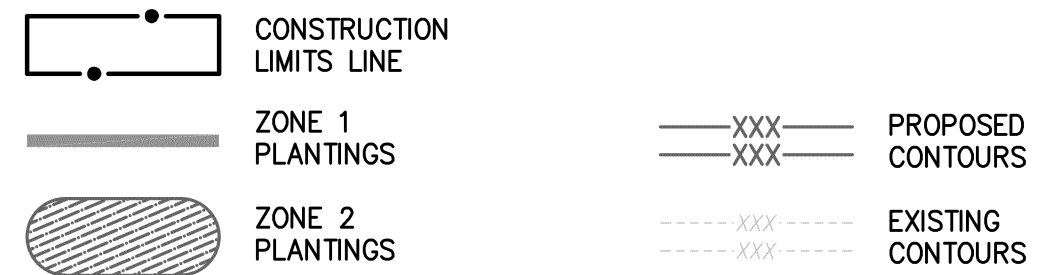 CONSTRUCTION
LIMITS LINE
ZONE 1
PLANTINGS
ZONE 2
PLANTINGS
XXX
XXX
PROPOSED
CONTOURS
XXX
XXX
EXISTING
CONTOURS